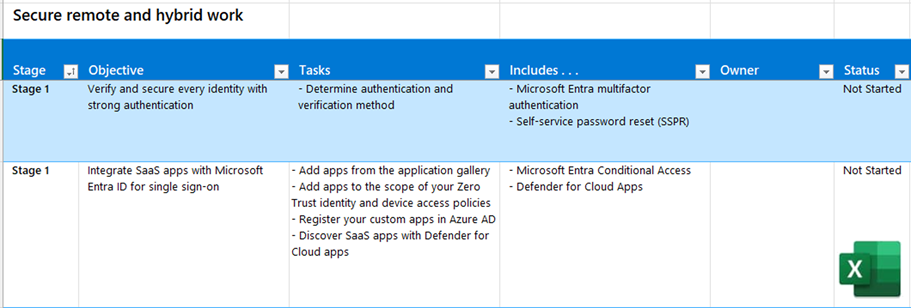 Secure remote and hybrid work
Stage Objective Tasks Includes . . . Owner Status
Stage 1
Verify and secure every identity with
strong authentication
- Determine authentication and
verification method
- Microsoft Entra multifactor
authentication
- Self-service password reset (SSPR)
Not Started
Stage 1
Integrate SaaS apps with Microsoft
Entra ID for single sign-on
- Add apps from the application gallery
- Add apps to the scope of your Zero
Trust identity and device access policies
- Register your custom apps in Azure AD
- Discover SaaS apps with Defender for
Cloud apps
- Microsoft Entra Conditional Access
- Defender for Cloud Apps
Not Started
X